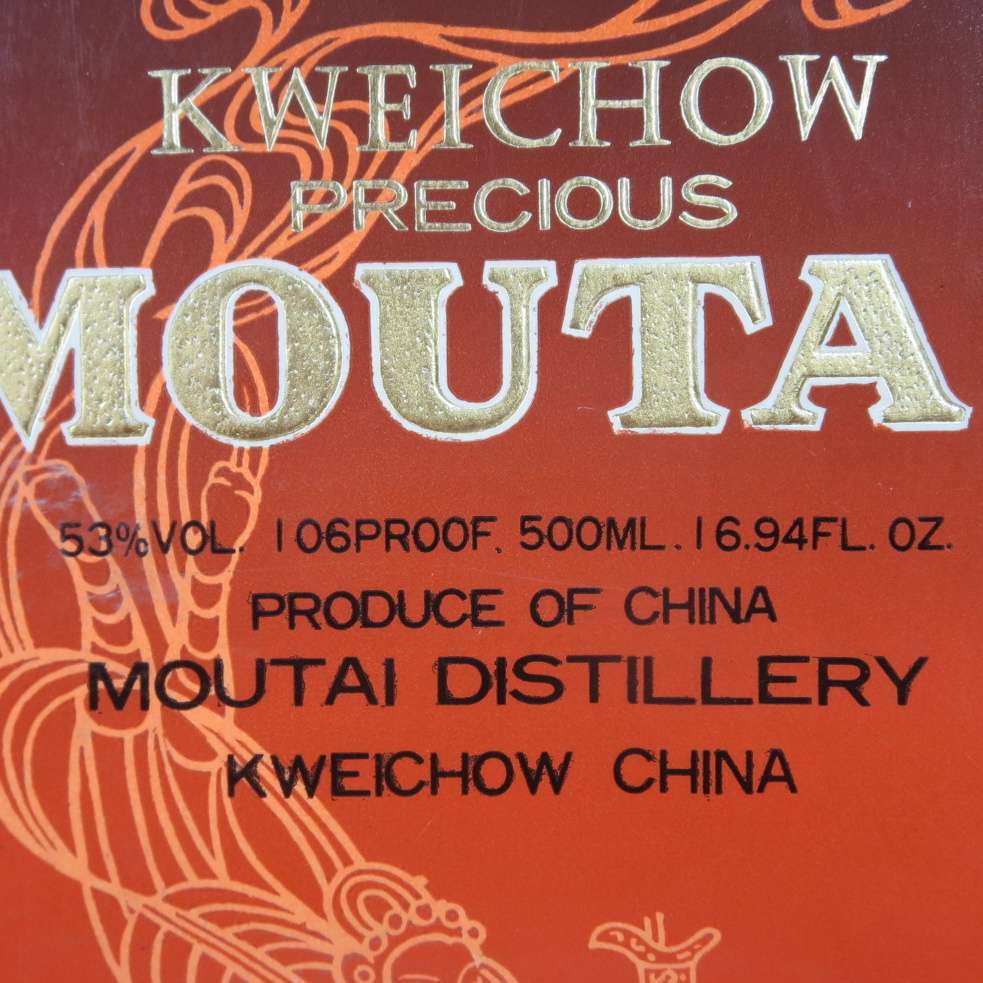 KWEICHOW
PRECIOUS
MOUTA
53%VOL. 106PROOF. 500ML. 16.94FL. OZ.
PRODUCE OF CHINA
MOUTAI DISTILLERY
KWEICHOW CHINA